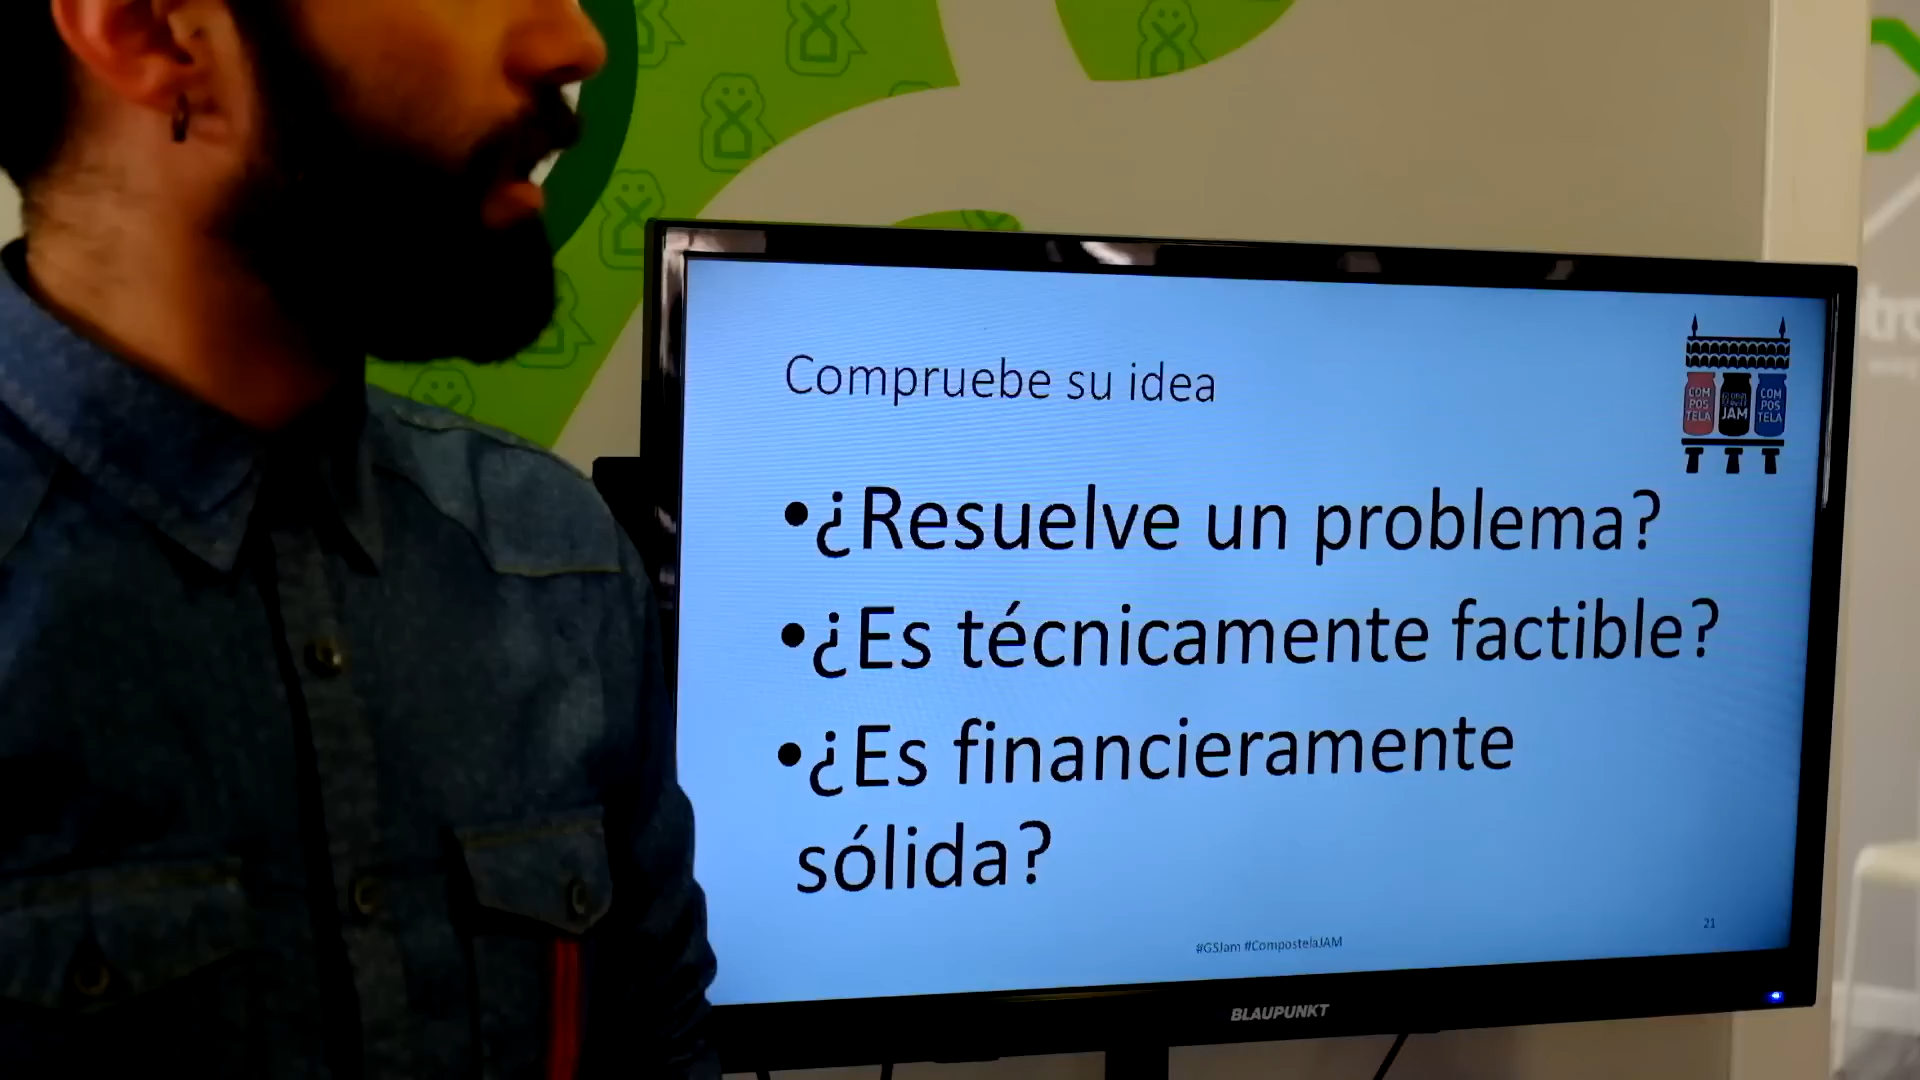 Compruebe su idea
COM
POS
TELA
JAM
COM
POS
TELA
•¿Resuelve un problema?
•¿Es técnicamente factible?
•¿Es financieramente
sólida?
#GSJam #CompostelaJAM
21
BLAUPUNKT